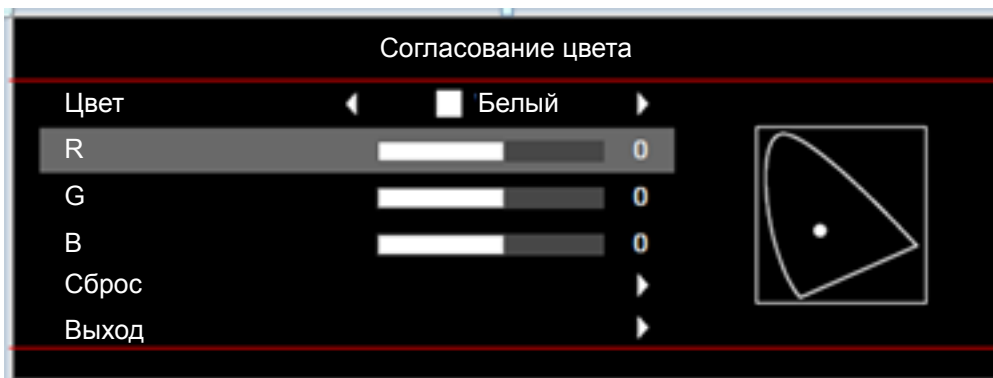 Согласование цвета
Цвет Белый
R 0
G 0
B 0
Сброс
Выход